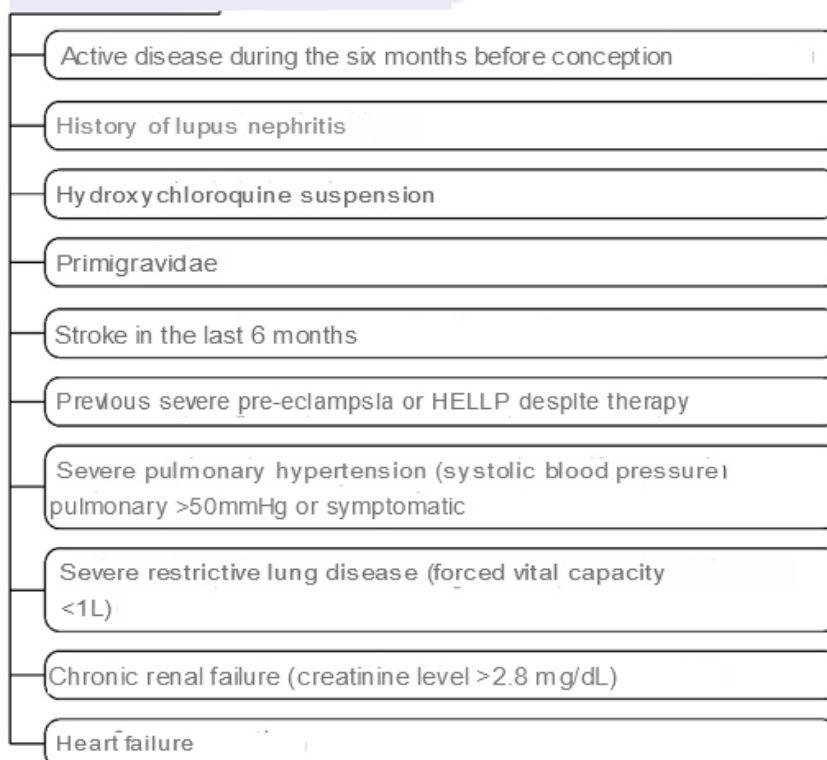 Active disease during the six months before conception
History of lupus nephritis
Hydroxychloroquine suspension
Primigravidae
Stroke in the last 6 months
Previous severe pre-eclampsia or HELLP despite therapy
Severe pulmonary hypertension (systolic blood pressure)
pulmonary >50mmHg or symptomatic
Severe restrictive lung disease (forced vital capacity
<1L)
Chronic renal failure (creatinine level >2.8 mg/dL)
Heart failure